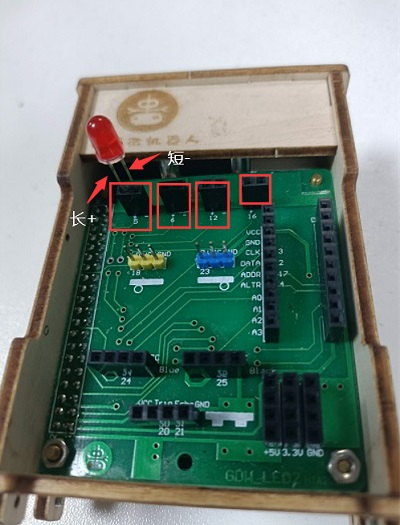 机器人
短-
长+
5
6
12
16
VCC
GND
CLK 3
DATA 2
ADDR 17
ALTR 4
A0
A1
A2
A3
18
23
24
Blue
25
VCC Trig Echo GND
20 21
+5V 3.3V GND